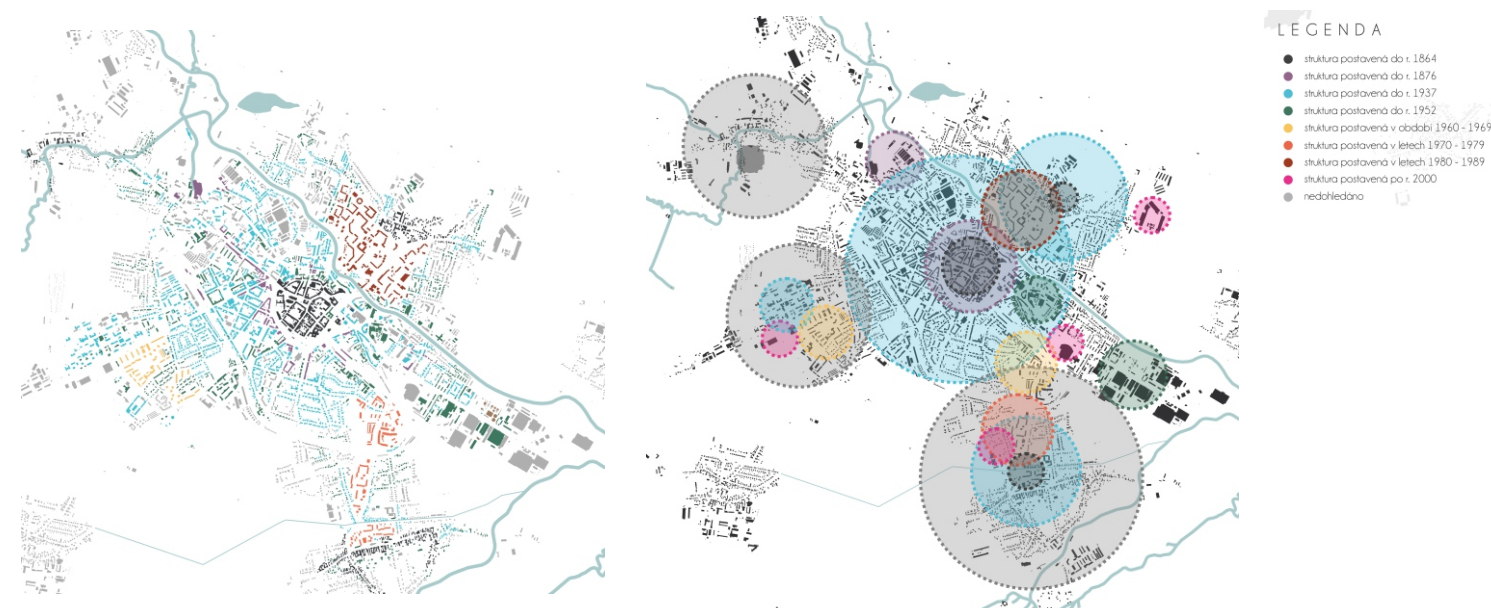 LEGENDA
struktura postavená do r. 1864
struktura postavená do r. 1876
struktura postavená do r. 1937
struktura postavená do r. 1952
struktura postavená v období 1960 - 1969
struktura postavená v letech 1970 - 1979
struktura postavená v letech 1980 - 1989
struktura postavená po r. 2000
nedohledáno